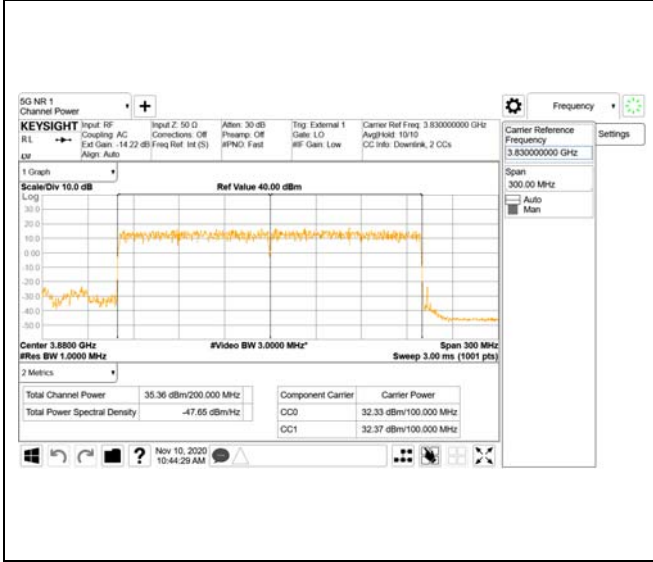 5G NR 1
Channel Power
+
Frequency
KEYSIGHT
R L
Input: RF
Coupling: AC
Ext Gain: -14.22 dB
Align: Auto
Input Z: 50 Ω
Corrections: Off
Freq Ref: Int (S)
Atten: 30 dB
Preamp: Off
#PNO: Fast
Trig: External 1
Gate: LO
#IF Gain: Low
Carrier Ref Freq: 3.830000000 GHz
Avg|Hold: 10/10
CC Info: Downlink, 2 CCs
Carrier Reference
Frequency
3.830000000 GHz
Settings
Span
300.00 MHz
Auto
Man
1 Graph
Scale/Div 10.0 dB
Ref Value 40.00 dBm
Log
30.0
20.0
10.0
0.00
-10.0
-20.0
-30.0
-40.0
-50.0
Center 3.8800 GHz
#Video BW 3.0000 MHz*
Span 300 MHz
#Res BW 1.0000 MHz
Sweep 3.00 ms (1001 pts)
2 Metrics
Total Channel Power 35.36 dBm/200.000 MHz
Total Power Spectral Density -47.65 dBm/Hz
Component Carrier Carrier Power
CC0 32.33 dBm/100.000 MHz
CC1 32.37 dBm/100.000 MHz
?
Nov 10, 2020
10:44:29 AM